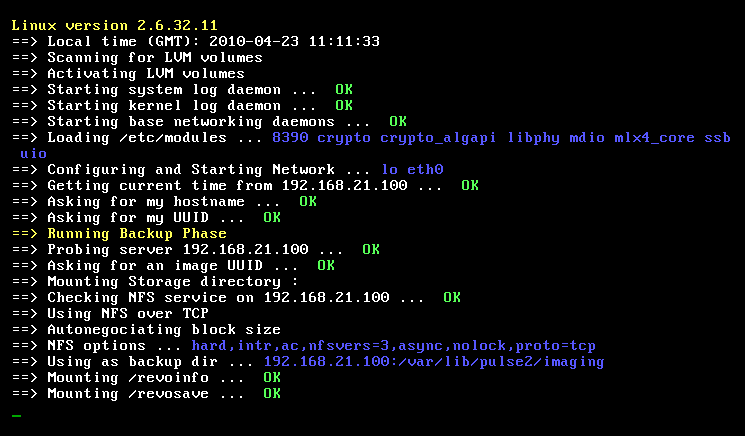 Linux version 2.6.32.11
==> Local time (GMT): 2010-04-23 11:11:33
==> Scanning for LVM volumes
==> Activating LVM volumes
==> Starting system log daemon ... OK
==> Starting kernel log daemon ... OK
==> Starting base networking daemons ... OK
==> Loading /etc/modules ... 8390 crypto crypto_algapi libphy mdio mlx4_core ssb
uio
==> Configuring and Starting Network ... lo eth0
==> Getting current time from 192.168.21.100 ... OK
==> Asking for my hostname ... OK
==> Asking for my UUID ... OK
==> Running Backup Phase
==> Probing server 192.168.21.100 ... OK
==> Asking for an image UUID ... OK
==> Mounting Storage directory :
==> Checking NFS service on 192.168.21.100 ... OK
==> Using NFS over TCP
==> Autonegociating block size
==> NFS options ... hard,intr,ac,nfsvers=3,async,nolock,proto=tcp
==> Using as backup dir ... 192.168.21.100:/var/lib/pulse2/imaging
==> Mounting /revoinfo ... OK
==> Mounting /revosave ... OK